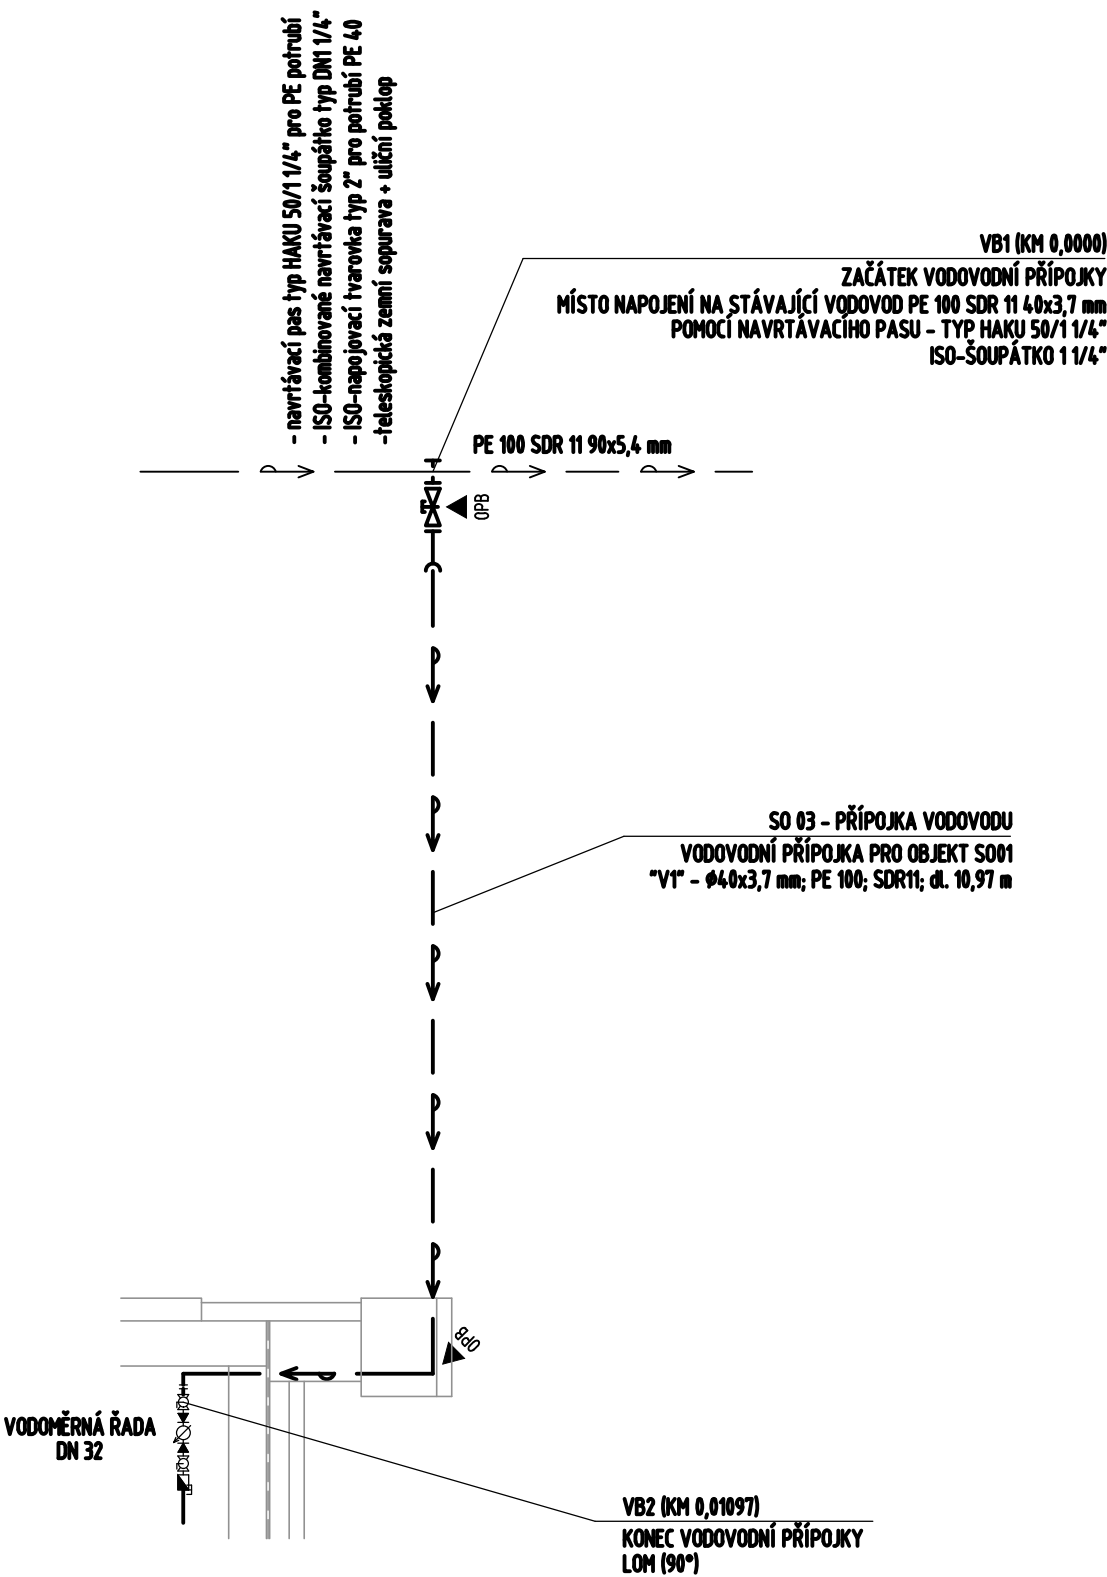 - navrtávací pas typ HAKU 50/1 1/4" pro PE potrubí
- ISO-kombinované navrtávací šoupátko typ DN1 1/4"
- ISO-napojovací tvarovka typ 2" pro potrubí PE 40
-teleskopická zemní sopurava + uliční poklop
VB1 (KM 0,0000)
ZAČÁTEK VODOVODNÍ PŘÍPOJKY
MÍSTO NAPOJENÍ NA STÁVAJÍCÍ VODOVOD PE 100 SDR 11 40x3,7 mm
POMOCÍ NAVRTÁVACÍHO PASU - TYP HAKU 50/1 1/4"
ISO-ŠOUPÁTKO 1 1/4"
PE 100 SDR 11 90x5,4 mm
OPB
SO 03 - PŘÍPOJKA VODOVODU
VODOVODNÍ PŘÍPOJKA PRO OBJEKT SO01
"V1" - ø40x3,7 mm; PE 100; SDR11; dl. 10,97 m
OPB
VODOMĚRNÁ ŘADA
DN 32
VB2 (KM 0,01097)
KONEC VODOVODNÍ PŘÍPOJKY
LOM (90°)